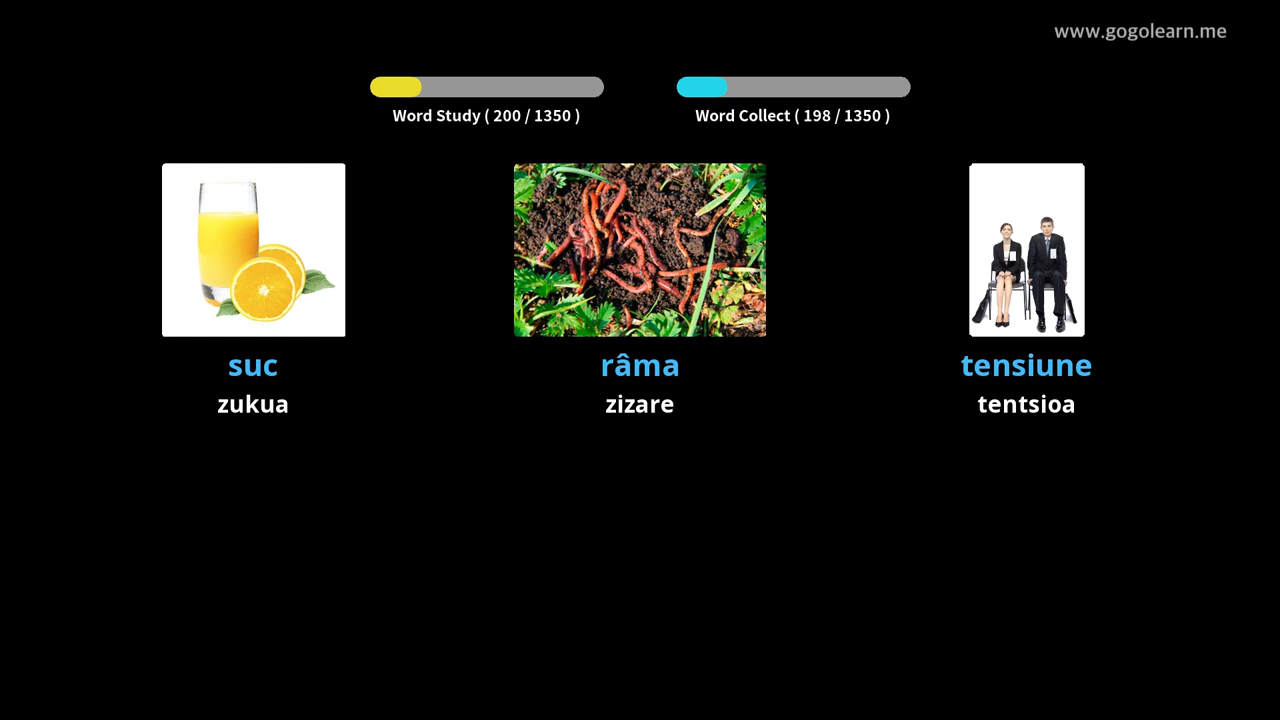 www.gogolearn.me
Word Study ( 200 / 1350 )
Word Collect ( 198 / 1350 )
suc
râma
tensiune
zukua
zizare
tentsioa